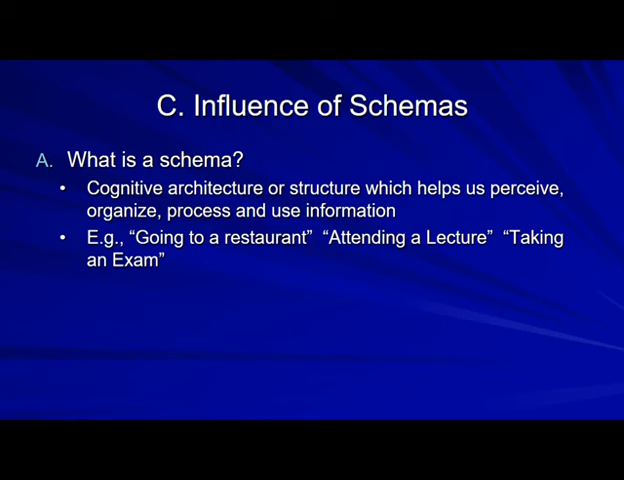 C. Influence of Schemas
A. What is a schema?
• Cognitive architecture or structure which helps us perceive,
organize, process and use information
• E.g., “Going to a restaurant” “Attending a Lecture” “Taking
an Exam”